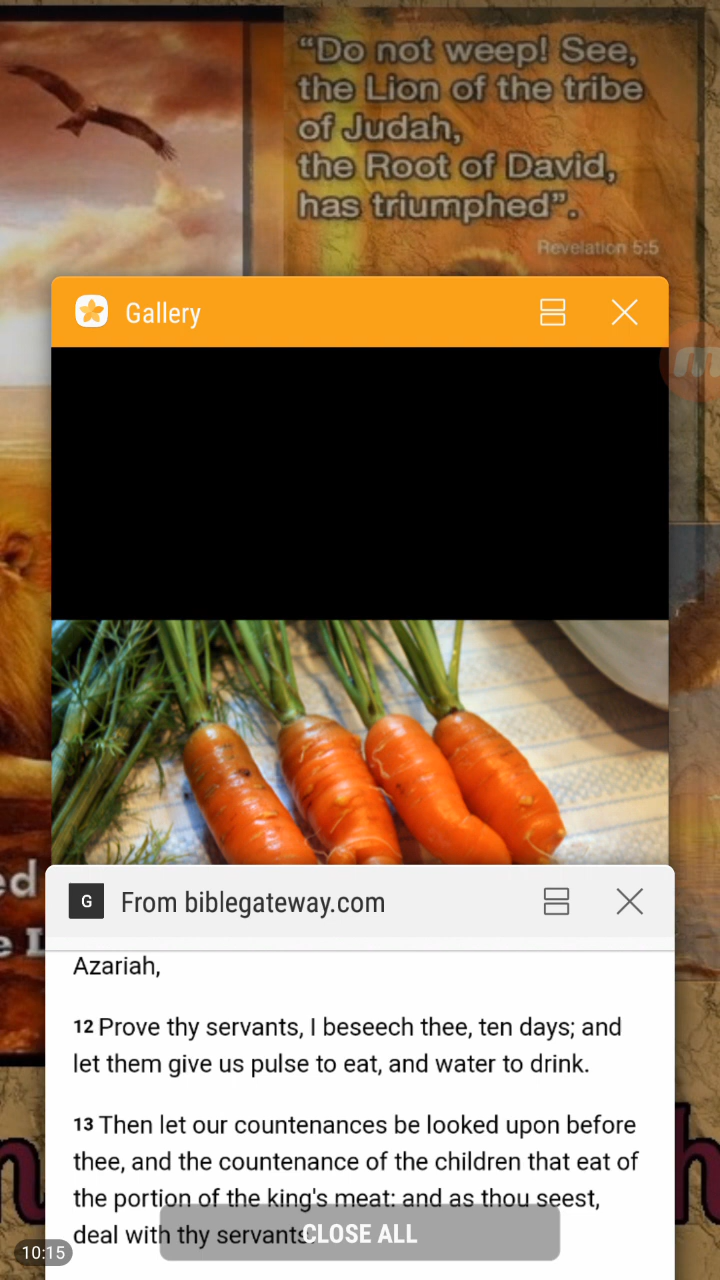 “Do not weep! See,
the Lion of the tribe
of Judah,
the Root of David,
has triumphed”.
Revelation 5:5
Gallery
ed
e L
G
From biblegateway.com
Azariah,
12 Prove thy servants, I beseech thee, ten days; and
let them give us pulse to eat, and water to drink.
13 Then let our countenances be looked upon before
thee, and the countenance of the children that eat of
the portion of the king's meat: and as thou seest,
deal with thy servants.
CLOSE ALL
10:15
h